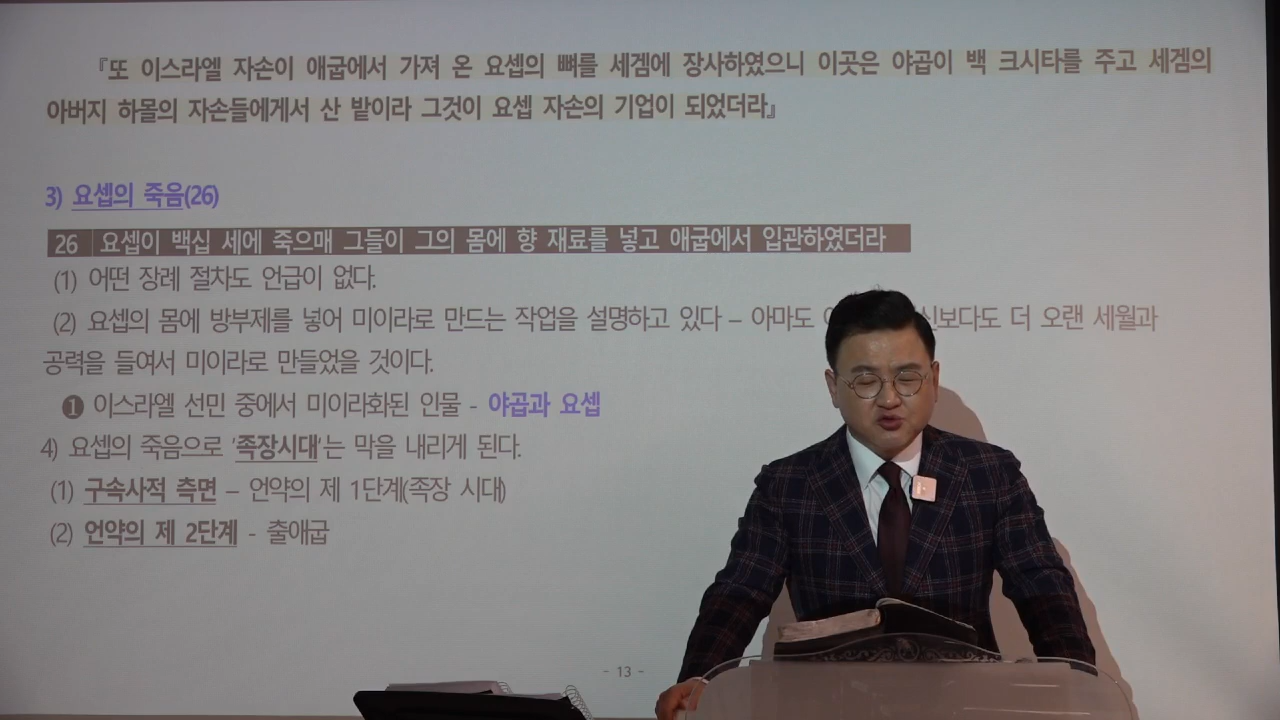 『또 이스라엘 자손이 애굽에서 가져 온 요셉의 뼈를 세겜에 장사하였으니 이곳은 야곱이 백 크시타를 주고 세겜의
아버지 하몰의 자손들에게서 산 밭이라 그것이 요셉 자손의 기업이 되었더라』
3) 요셉의 죽음(26)
26 요셉이 백십 세에 죽으매 그들이 그의 몸에 향 재료를 넣고 애굽에서 입관하였더라
(1) 어떤 장례 절차도 언급이 없다.
(2) 요셉의 몸에 방부제를 넣어 미이라로 만드는 작업을 설명하고 있다 – 아마도 더 오랜 세월과
공력을 들여서 미이라로 만들었을 것이다.
❶ 이스라엘 선민 중에서 미이라화된 인물 - 야곱과 요셉
4) 요셉의 죽음으로 '족장시대'는 막을 내리게 된다.
(1) 구속사적 측면 – 언약의 제 1단계(족장 시대)
(2) 언약의 제 2단계 - 출애굽
- 13 -